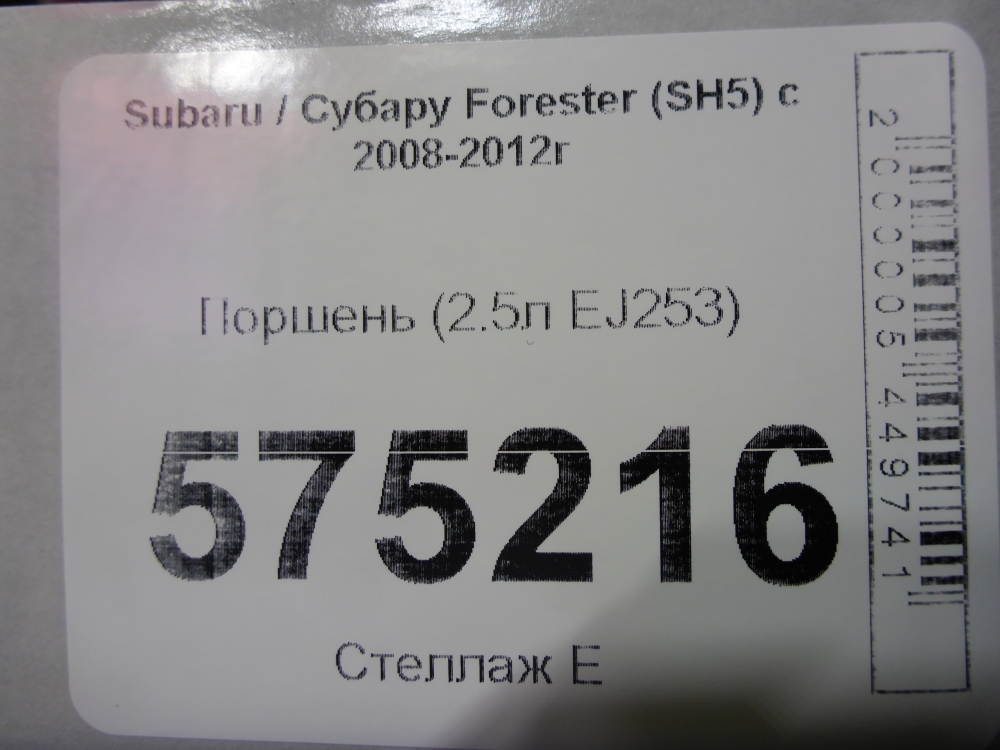 Subaru / Субару Forester (SH5) с
2008-2012г
Поршень (2.5л EJ253)
575216
Стеллаж Е
2000005449741